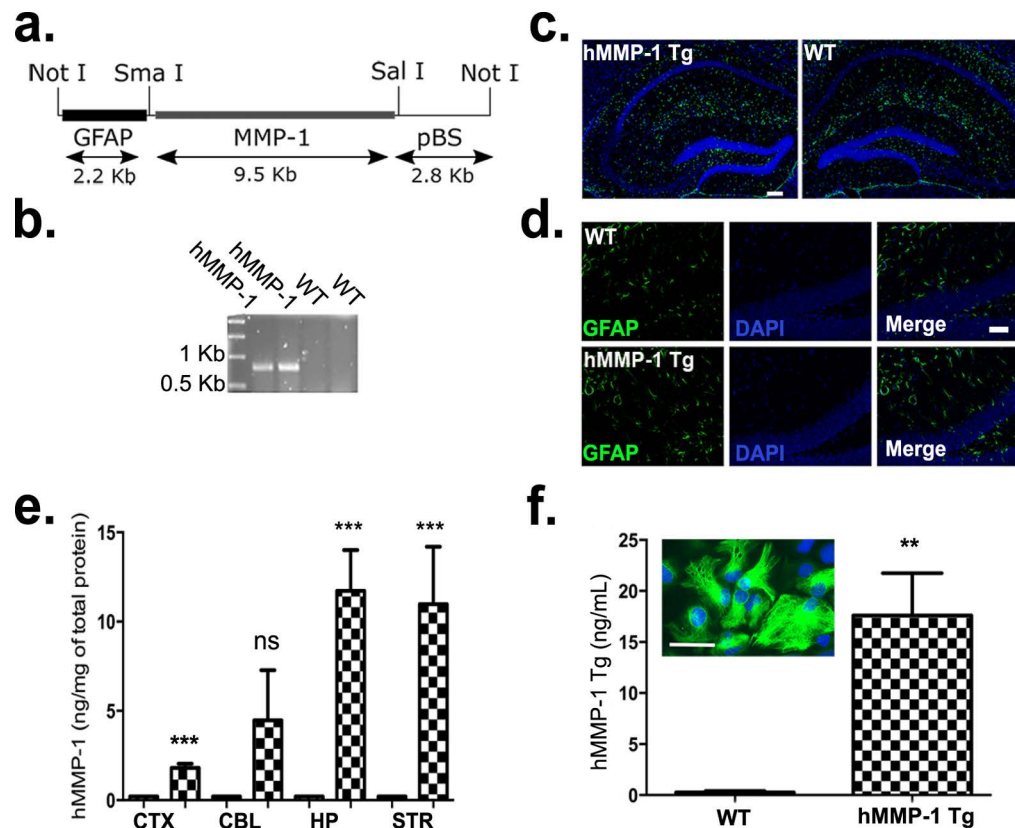 a.
Not I Sma I Sal I Not I
GFAP MMP-1 pBS
2.2 Kb 9.5 Kb 2.8 Kb
b.
hMMP-1 hMMP-1 WT WT
1 Kb
0.5 Kb
c.
hMMP-1 Tg WT
d.
WT
GFAP DAPI Merge
hMMP-1 Tg
GFAP DAPI Merge
e.
hMMP-1 (ng/mg of total protein)
15
10
5
0
*** ns *** ***
CTX CBL HP STR
f.
hMMP-1 Tg (ng/mL)
25
20
15
10
5
0
**
WT hMMP-1 Tg